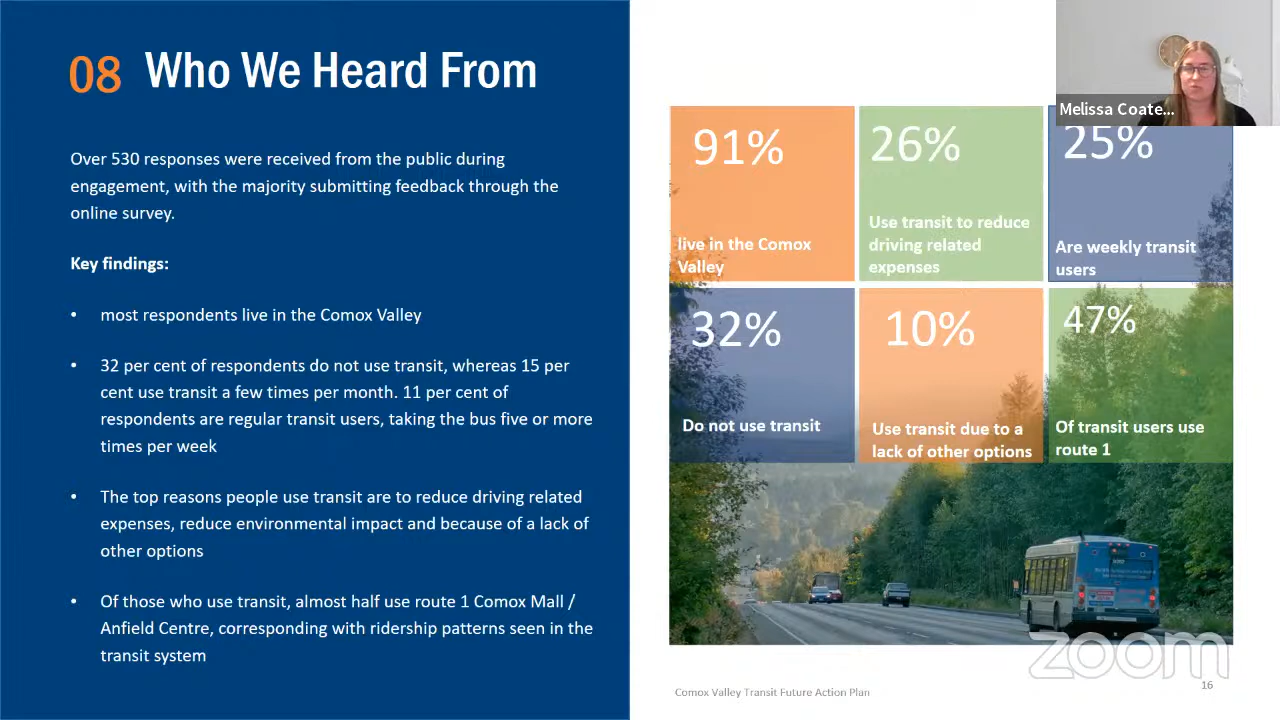 08 Who We Heard From
Over 530 responses were received from the public during
engagement, with the majority submitting feedback through the
online survey.
Key findings:
• most respondents live in the Comox Valley
• 32 per cent of respondents do not use transit, whereas 15 per
cent use transit a few times per month. 11 per cent of
respondents are regular transit users, taking the bus five or more
times per week
• The top reasons people use transit are to reduce driving related
expenses, reduce environmental impact and because of a lack of
other options
• Of those who use transit, almost half use route 1 Comox Mall /
Anfield Centre, corresponding with ridership patterns seen in the
transit system
Melissa Coate...
91%
live in the Comox
Valley
26%
Use transit to reduce
driving related
expenses
25%
Are weekly transit
users
32%
Do not use transit
10%
Use transit due to a
lack of other options
47%
Of transit users use
route 1
zoom
Comox Valley Transit Future Action Plan
16